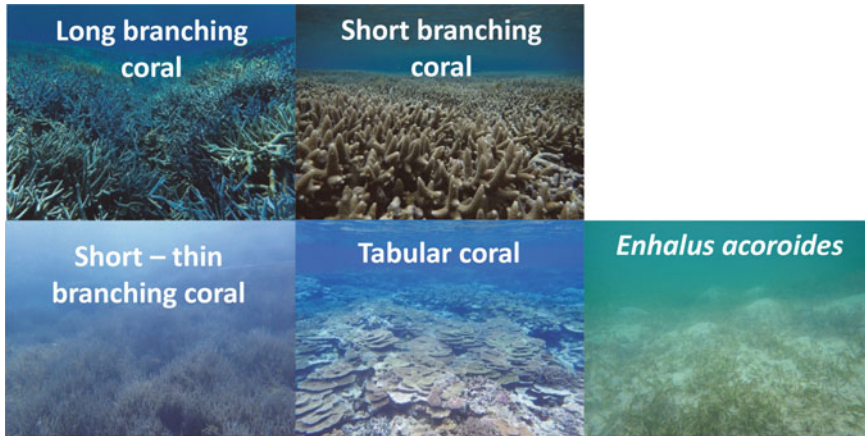 Long branching
coral
Short branching
coral
Short – thin
branching coral
Tabular coral
Enhalus acoroides